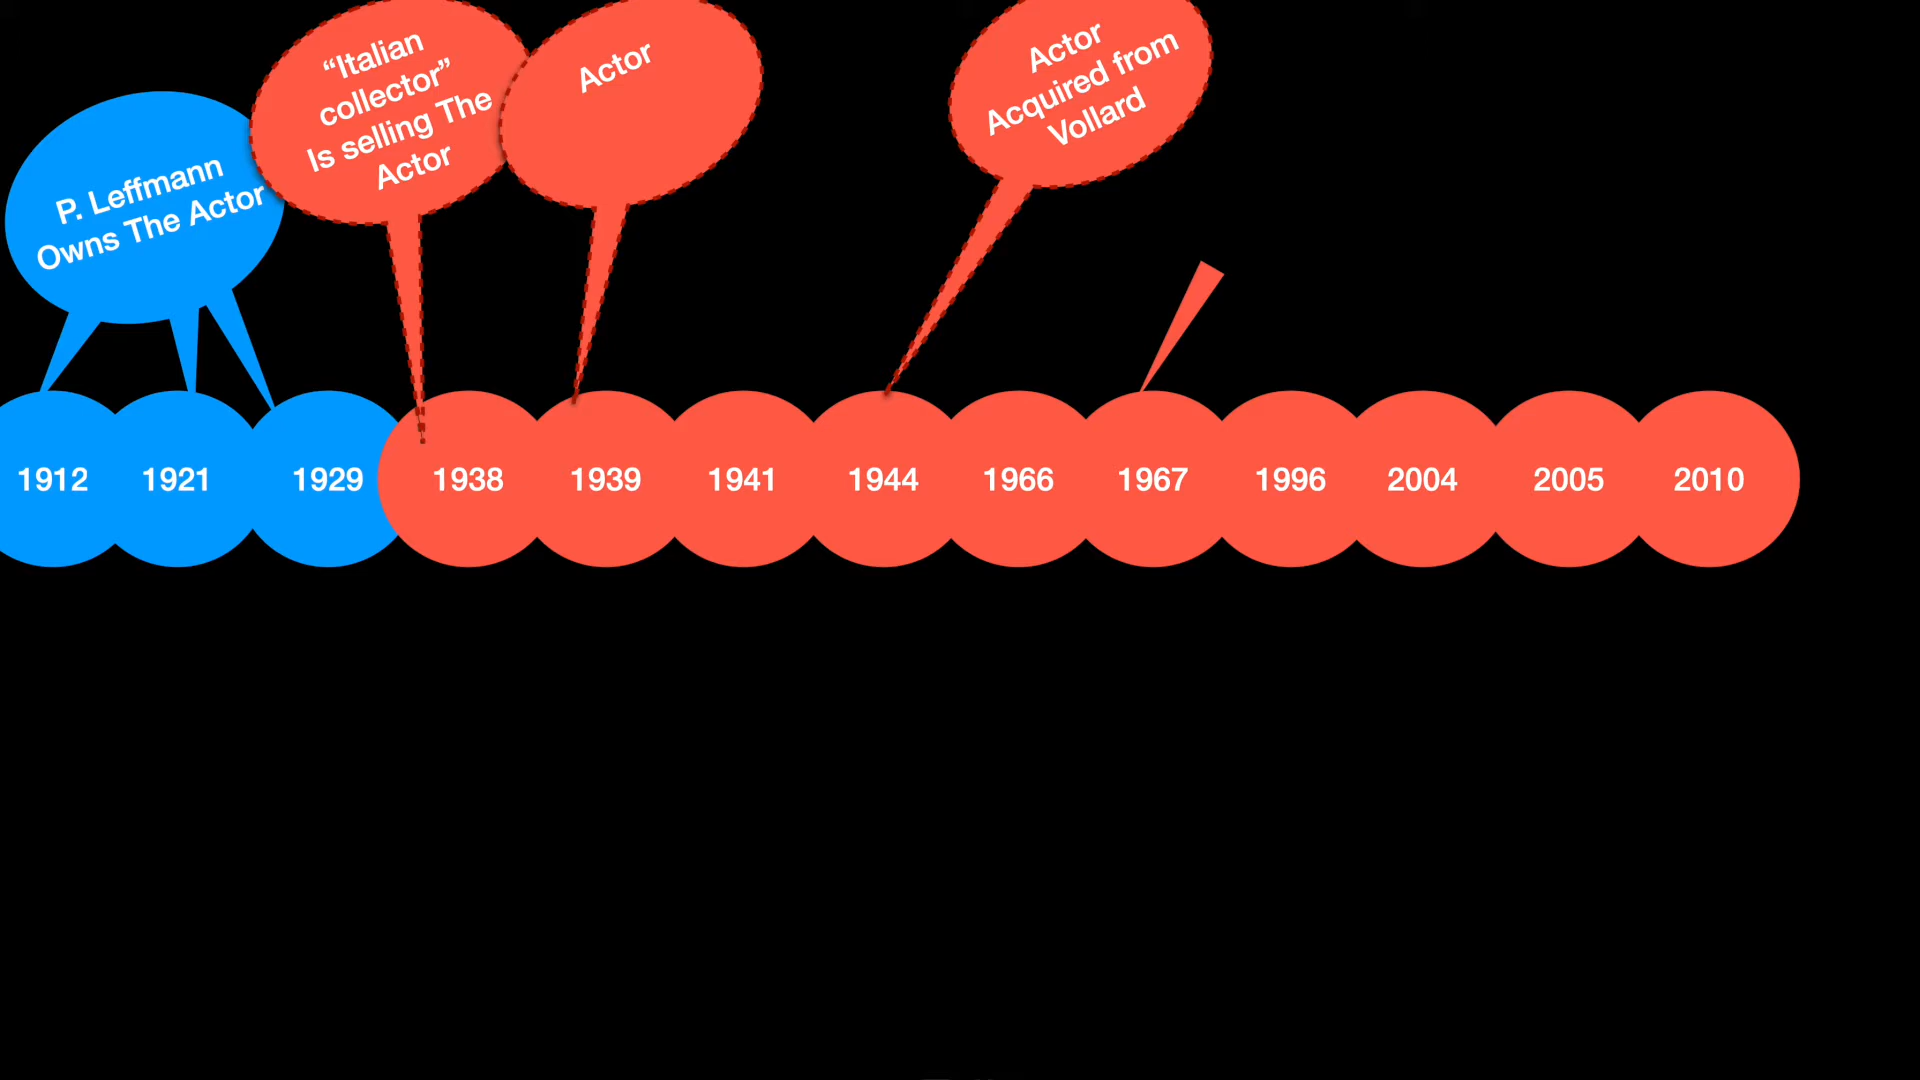 P. Leffmann
Owns The Actor
“Italian
collector”
Is selling The
Actor
Actor
Actor
Acquired from
Vollard
1912
1921
1929
1938
1939
1941
1944
1966
1967
1996
2004
2005
2010